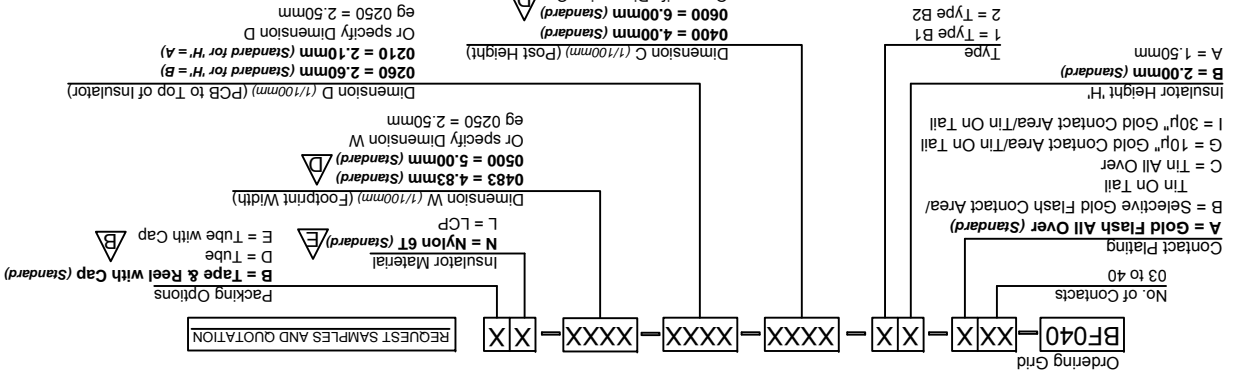 Ordering Grid
BF040 – XX X – X X – XXXX – XXXX – XXXX – X X
REQUEST SAMPLES AND QUOTATION
No. of Contacts
03 to 40
Contact Plating
A = Gold Flash All Over (Standard)
B = Selective Gold Flash Contact Area/
Tin On Tail
C = Tin All Over
G = 10µ" Gold Contact Area/Tin On Tail
I = 30µ" Gold Contact Area/Tin On Tail
Insulator Height 'H'
B = 2.00mm (Standard)
A = 1.50mm
Type
1 = Type B1
2 = Type B2
Dimension C (1/100mm) (Post Height)
0400 = 4.00mm (Standard)
0600 = 6.00mm (Standard)
D
Dimension D (1/100mm) (PCB to Top of Insulator)
0260 = 2.60mm (Standard for 'H' = B)
0210 = 2.10mm (Standard for 'H' = A)
Or specify Dimension D
eg 0250 = 2.50mm
Dimension W (1/100mm) (Footprint Width)
0483 = 4.83mm (Standard)
0500 = 5.00mm (Standard)
D
Or specify Dimension W
eg 0250 = 2.50mm
Insulator Material
N = Nylon 6T (Standard)
E
L = LCP
Packing Options
B = Tape & Reel with Cap (Standard)
D = Tube
E = Tube with Cap
B